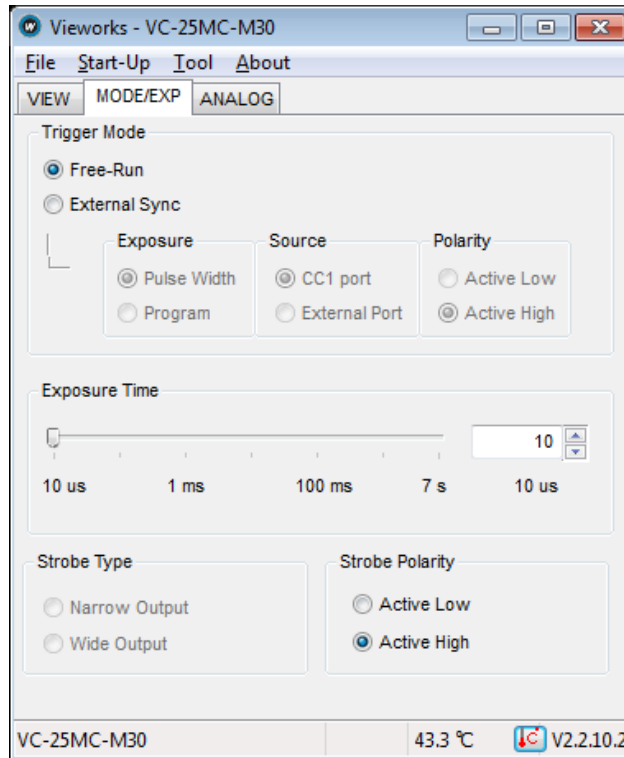 Vieworks - VC-25MC-M30
File Start-Up Tool About
VIEW MODE/EXP ANALOG
Trigger Mode
Free-Run
External Sync
Exposure Source Polarity
Pulse Width CC1 port Active Low
Program External Port Active High
Exposure Time
10
10 us 1 ms 100 ms 7 s 10 us
Strobe Type Strobe Polarity
Narrow Output Active Low
Wide Output Active High
VC-25MC-M30 43.3 ℃ C V2.2.10.2